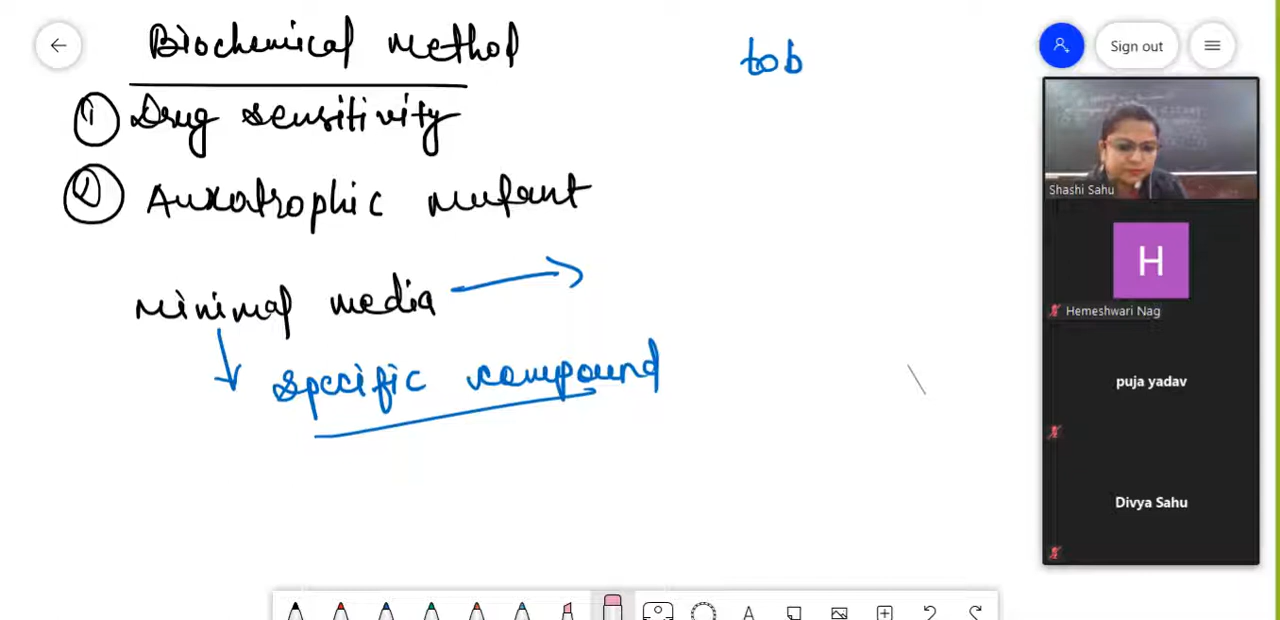 Biochemical Method
tob
① Drug sensitivity
② Auxotrophic mutant
Minimal media →
↓ specific compound
Sign out
Shashi Sahu
H
Hemeshwari Nag
puja yadav
Divya Sahu
A